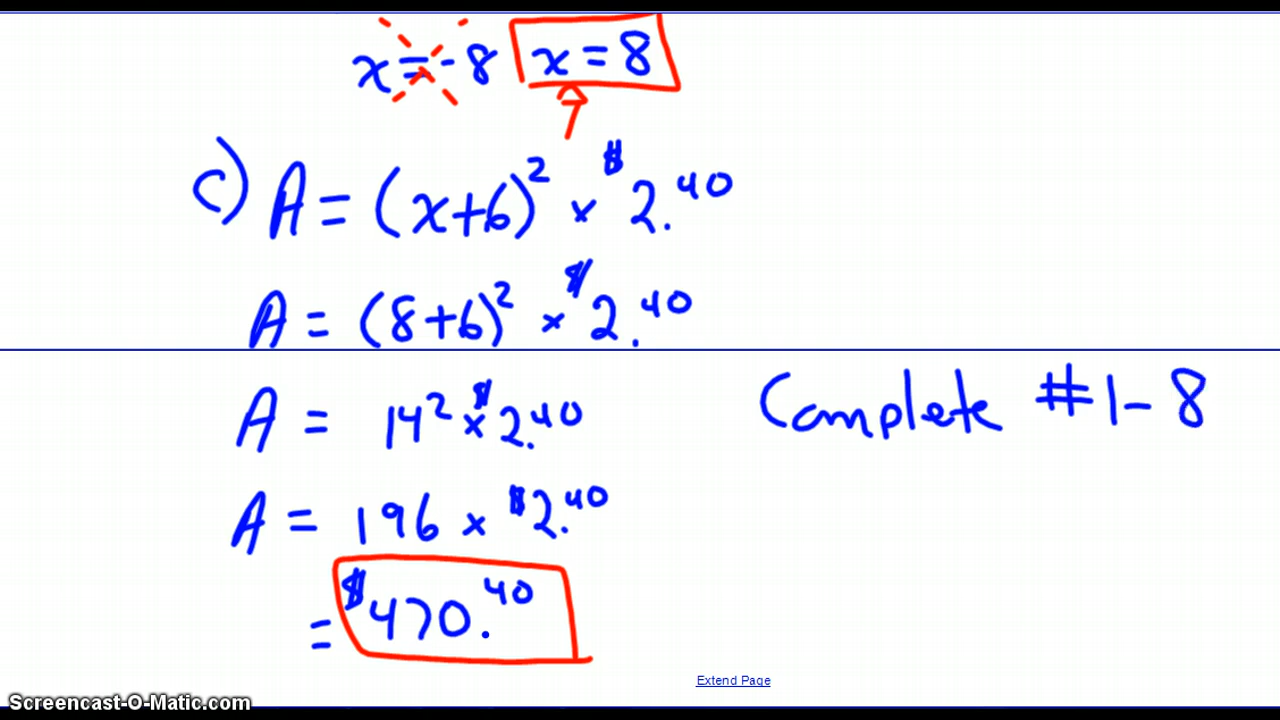 x = -8 x = 8
c) A = (x+6)² × $2.40
A = (8+6)² × $2.40
A = 14² × $2.40
Complete #1-8
A = 196 × $2.40
= $470.40
Extend Page
Screencast-O-Matic.com